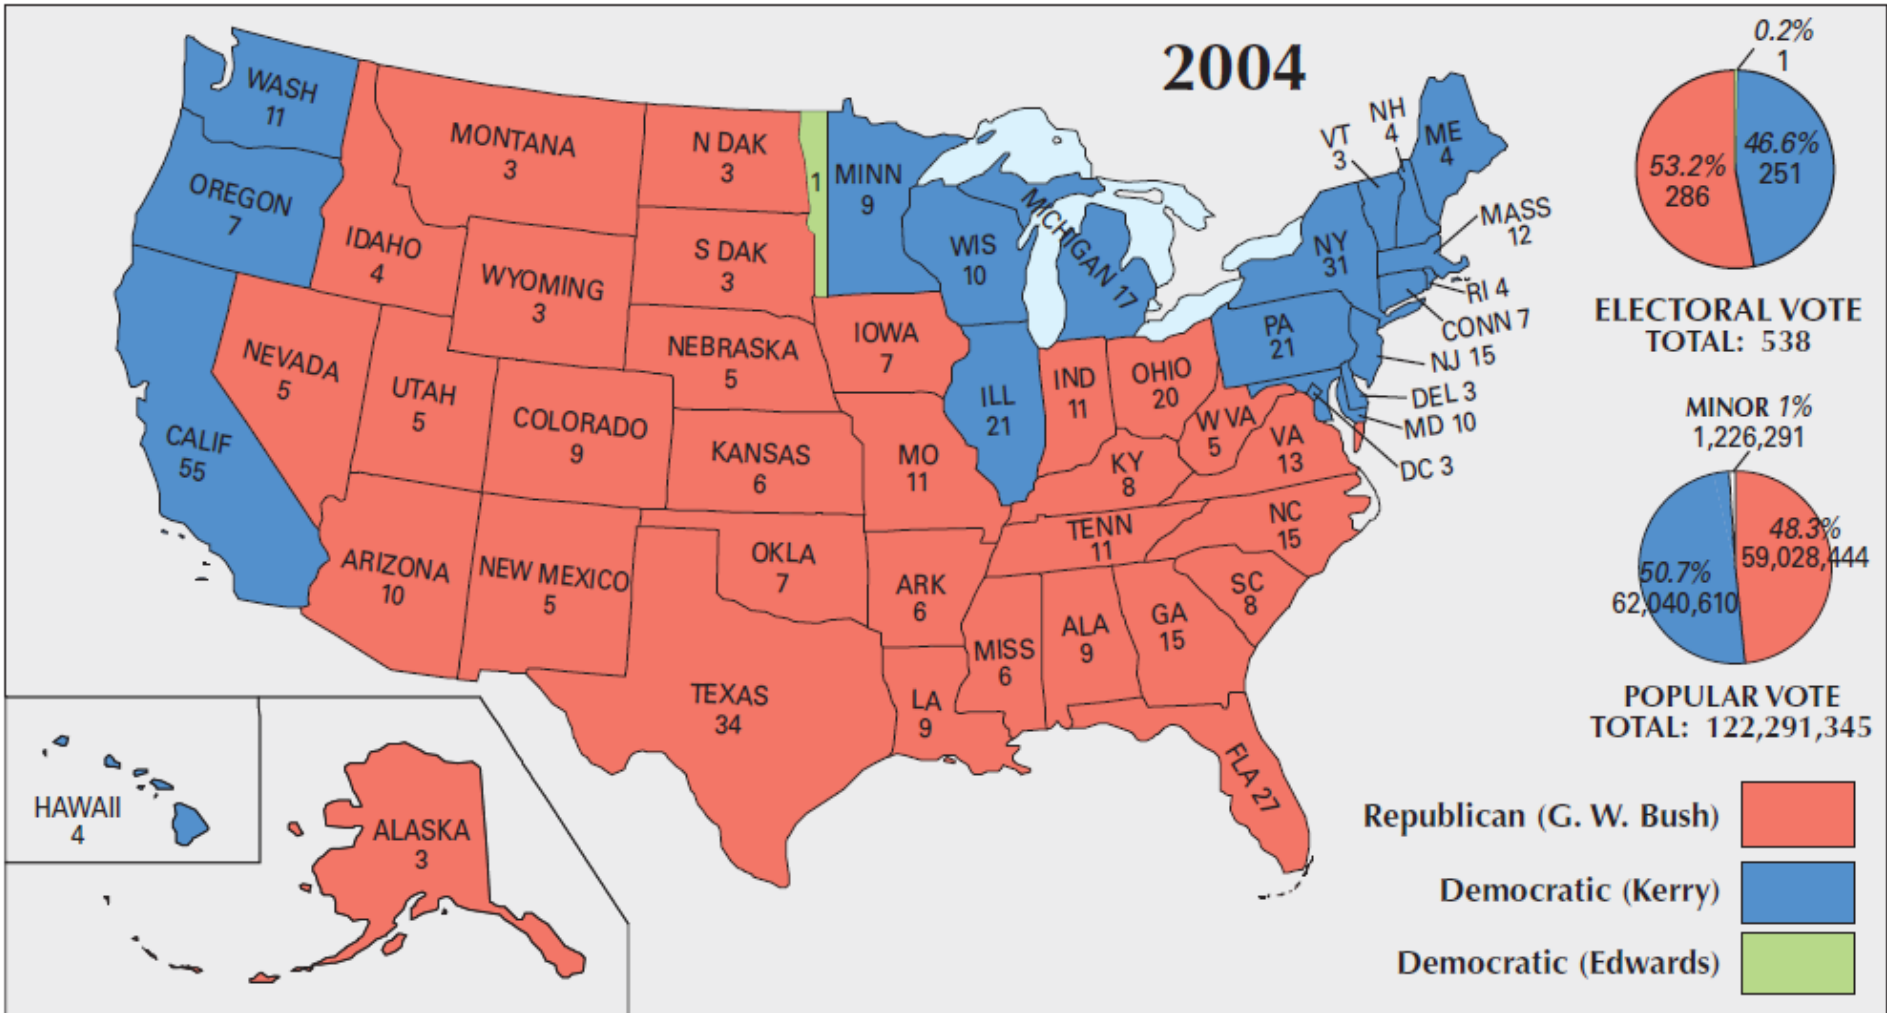 2004
WASH
11
OREGON
7
CALIF
55
IDAHO
4
NEVADA
5
MONTANA
3
WYOMING
3
UTAH
5
COLORADO
9
ARIZONA
10
NEW MEXICO
5
N DAK
3
S DAK
3
NEBRASKA
5
KANSAS
6
OKLA
7
TEXAS
34
1
MINN
9
IOWA
7
MO
11
ARK
6
LA
9
WIS
10
ILL
21
MICHIGAN 17
IND
11
OHIO
20
KY
8
TENN
11
MISS
6
ALA
9
GA
15
FLA 27
SC
8
NC
15
VA
13
W VA
5
PA
21
NY
31
VT
3
NH
4
ME
4
MASS
12
RI 4
CONN 7
NJ 15
DEL 3
MD 10
DC 3
HAWAII
4
ALASKA
3
0.2%
1
53.2%
286
46.6%
251
ELECTORAL VOTE
TOTAL: 538
MINOR 1%
1,226,291
48.3%
59,028,444
50.7%
62,040,610
POPULAR VOTE
TOTAL: 122,291,345
Republican (G. W. Bush)
Democratic (Kerry)
Democratic (Edwards)